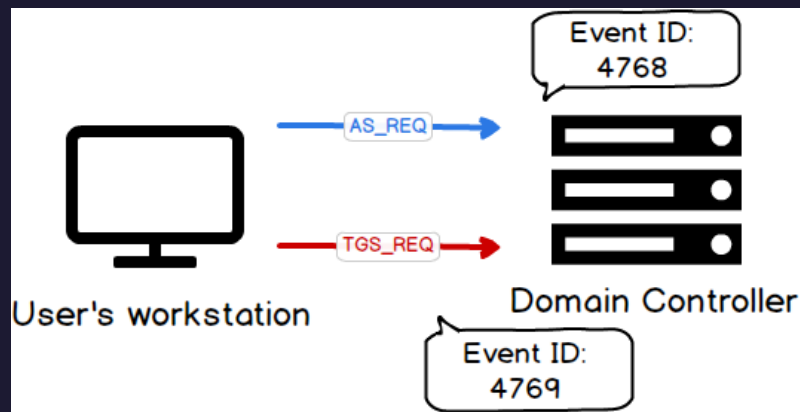 Event ID:
4768
AS_REQ
TGS_REQ
User's workstation
Domain Controller
Event ID:
4769